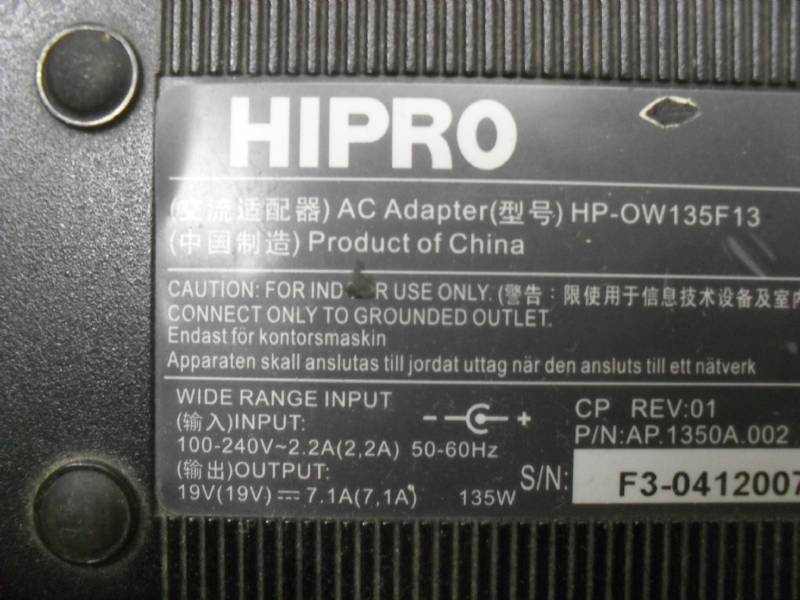 HIPRO
(交流适配器) AC Adapter(型号) HP-OW135F13
(中国制造) Product of China
CAUTION: FOR R USE ONLY. (警告：限使用于信息技术设备及室内
CONNECT ONLY TO GROUNDED OUTLET.
Endast för kontorsmaskin
Apparaten skall anslutas till jordat uttag när den ansluts till ett nätverk
WIDE RANGE INPUT
(输入)INPUT:
100-240V~2.2A(2,2A) 50-60Hz
(输出)OUTPUT:
19V(19V) ⎓ 7.1A(7,1A) 135W
- +
CP REV:01
P/N:AP.1350A.002
S/N: F3-0412007